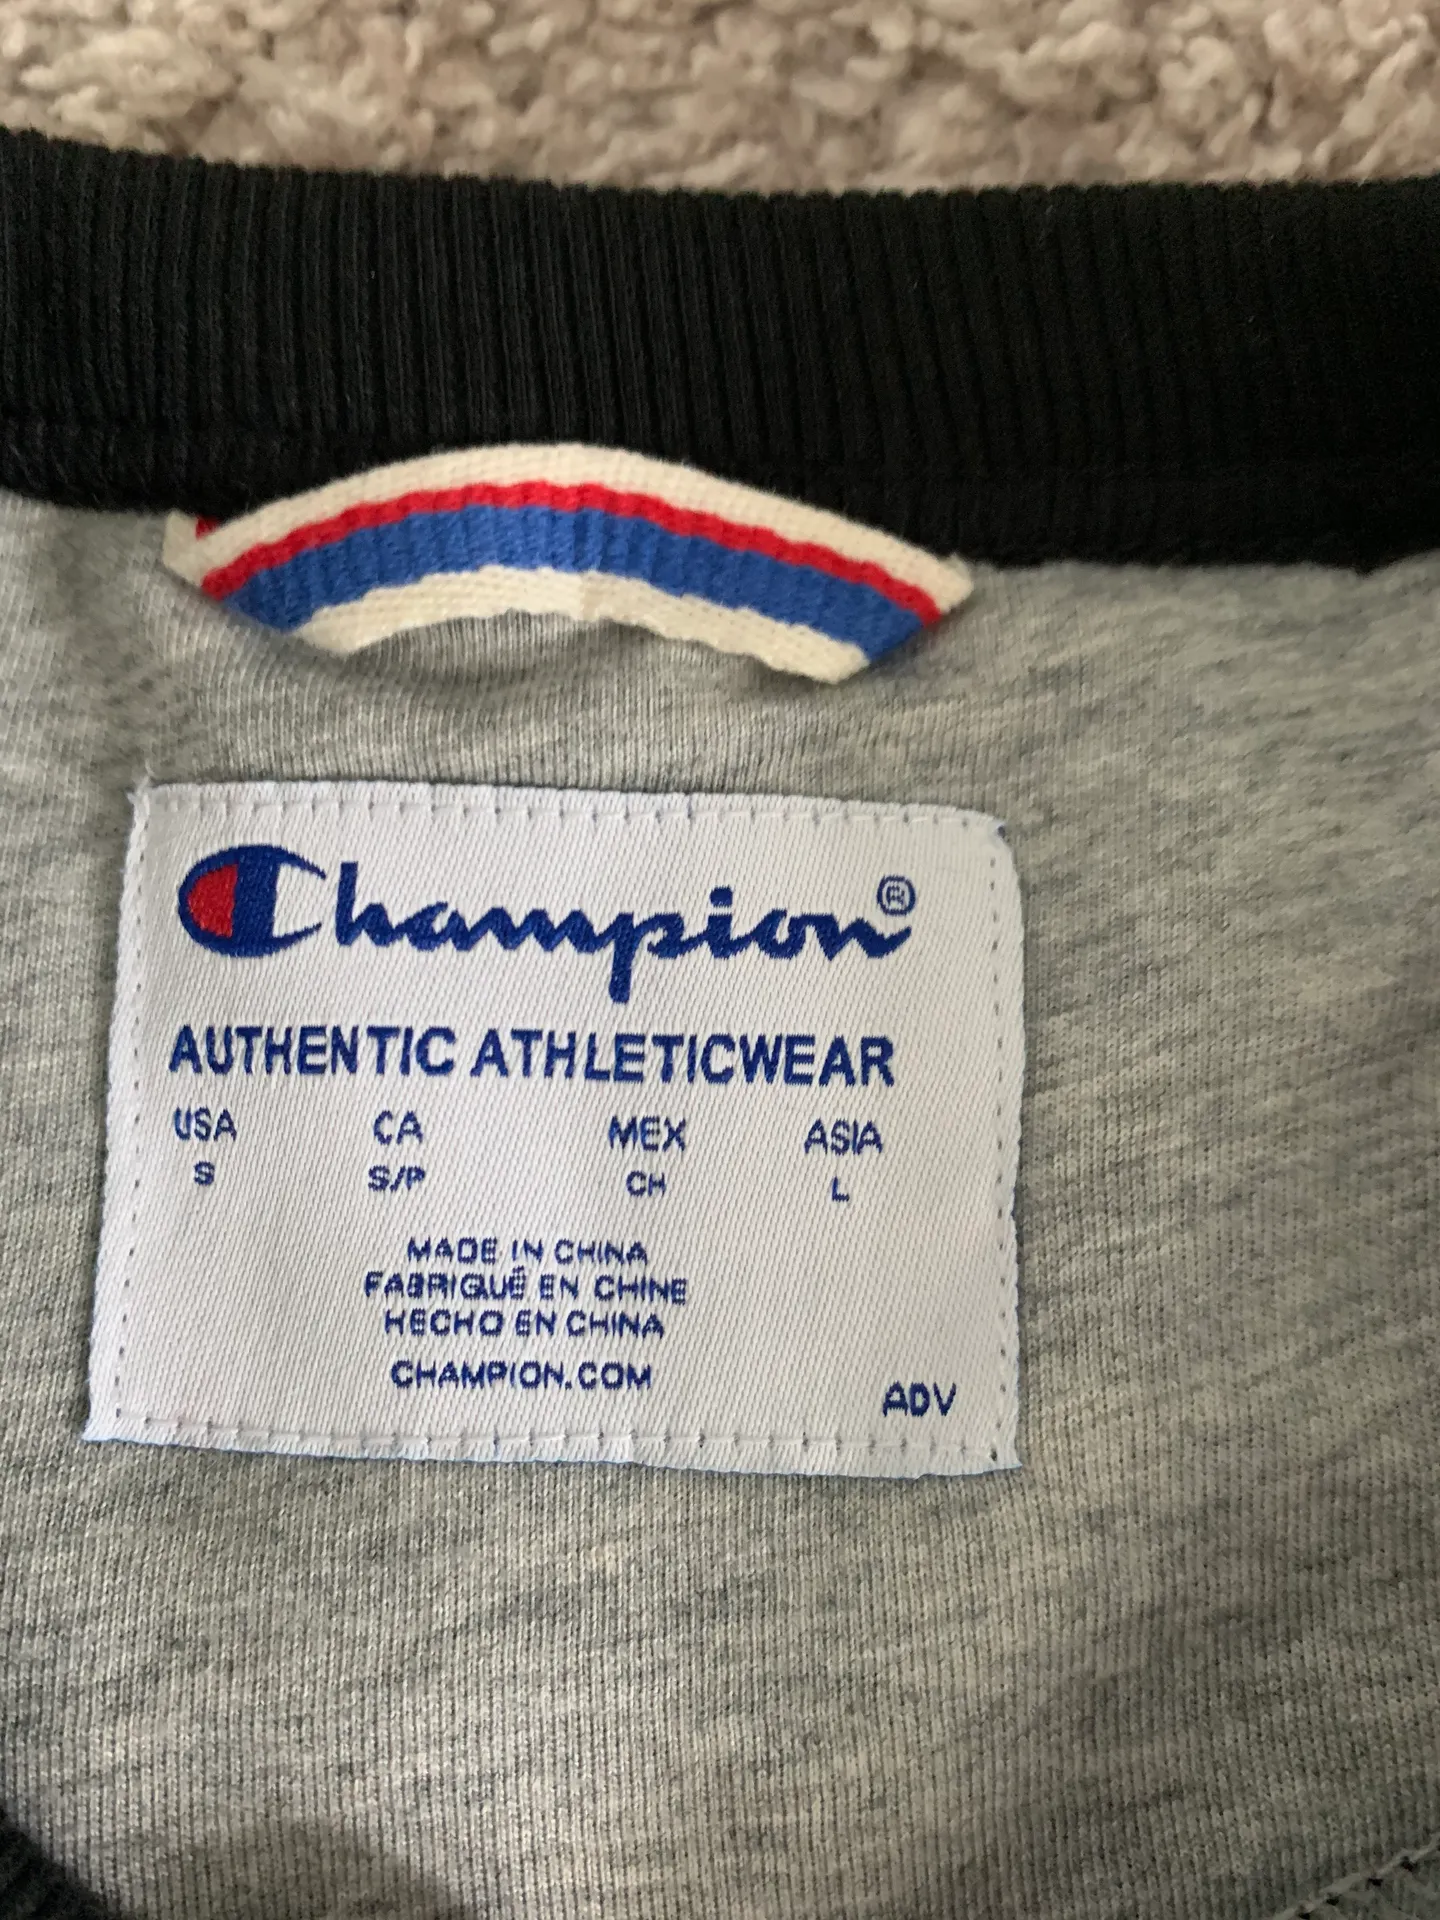 Champion®
AUTHENTIC ATHLETICWEAR
USA CA MEX ASIA
S S/P CH L
MADE IN CHINA
FABRIQUÉ EN CHINE
HECHO EN CHINA
CHAMPION.COM
ADV